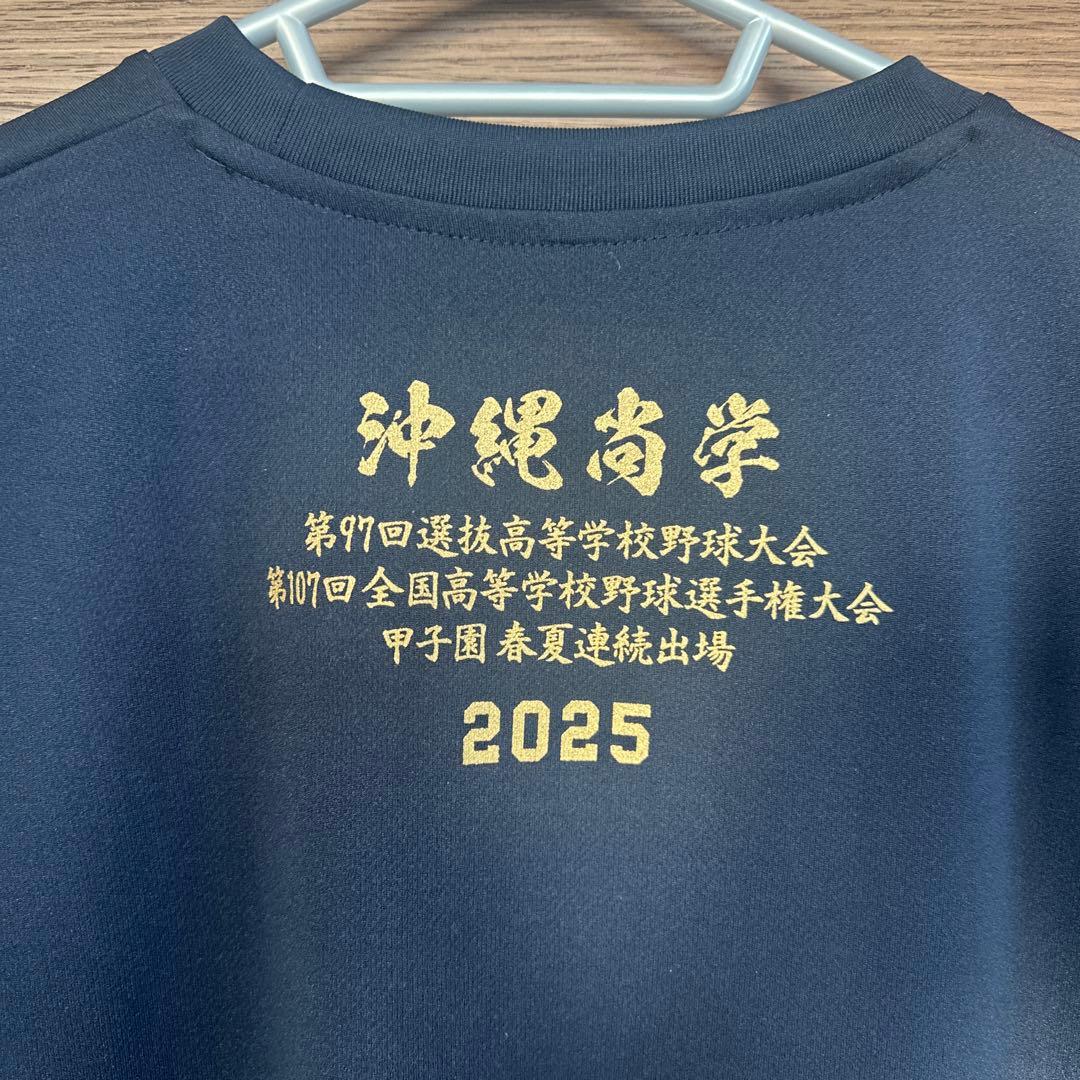 沖縄尚学
第97回選抜高等学校野球大会
第107回全国高等学校野球選手権大会
甲子園 春夏連続出場
2025